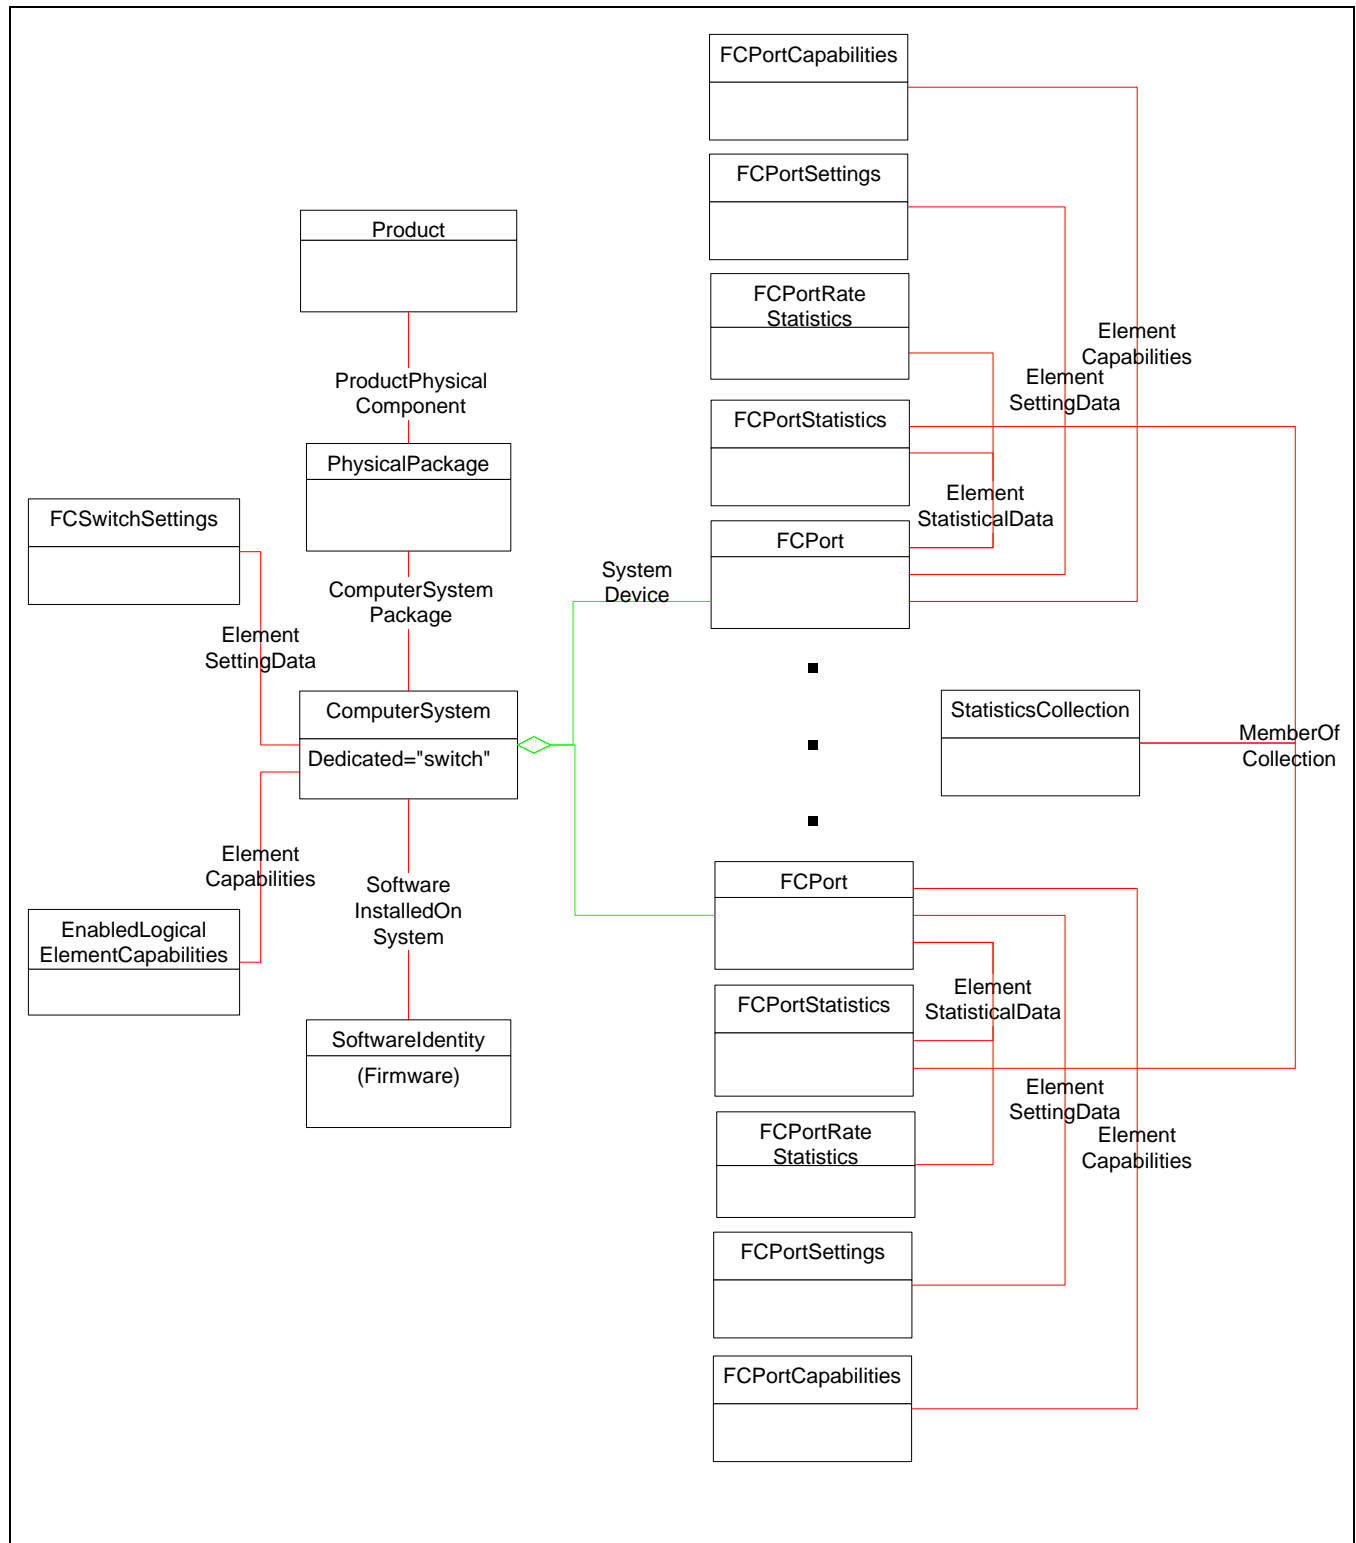 FCPortCapabilities
FCPortSettings
Product
FCPortRate
Statistics
Element
Capabilities
ProductPhysical
Component
Element
SettingData
FCPortStatistics
PhysicalPackage
Element
StatisticalData
FCSwitchSettings
FCPort
System
Device
ComputerSystem
Package
Element
SettingData
ComputerSystem
Dedicated="switch"
StatisticsCollection
MemberOf
Collection
Element
Capabilities
Software
InstalledOn
System
FCPort
EnabledLogical
ElementCapabilities
Element
StatisticalData
FCPortStatistics
SoftwareIdentity
(Firmware)
Element
SettingData
FCPortRate
Statistics
Element
Capabilities
FCPortSettings
FCPortCapabilities